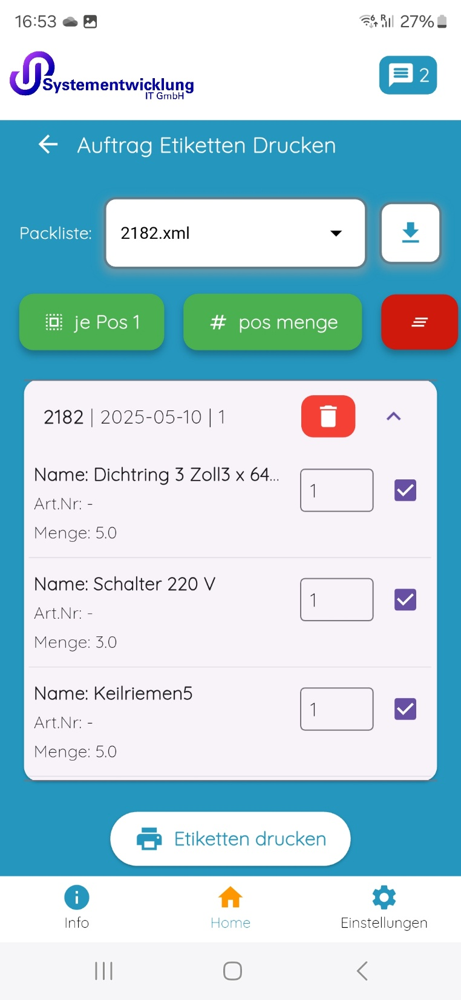 16:53 6 R 27%
Systementwicklung
IT GmbH
2
Auftrag Etiketten Drucken
Packliste: 2182.xml
je Pos 1 # pos menge
2182 | 2025-05-10 | 1
Name: Dichtring 3 Zoll3 x 64...
1
Art.Nr: -
Menge: 5.0
Name: Schalter 220 V
1
Art.Nr: -
Menge: 3.0
Name: Keilriemen5
1
Art.Nr: -
Menge: 5.0
Etiketten drucken
Info Home Einstellungen